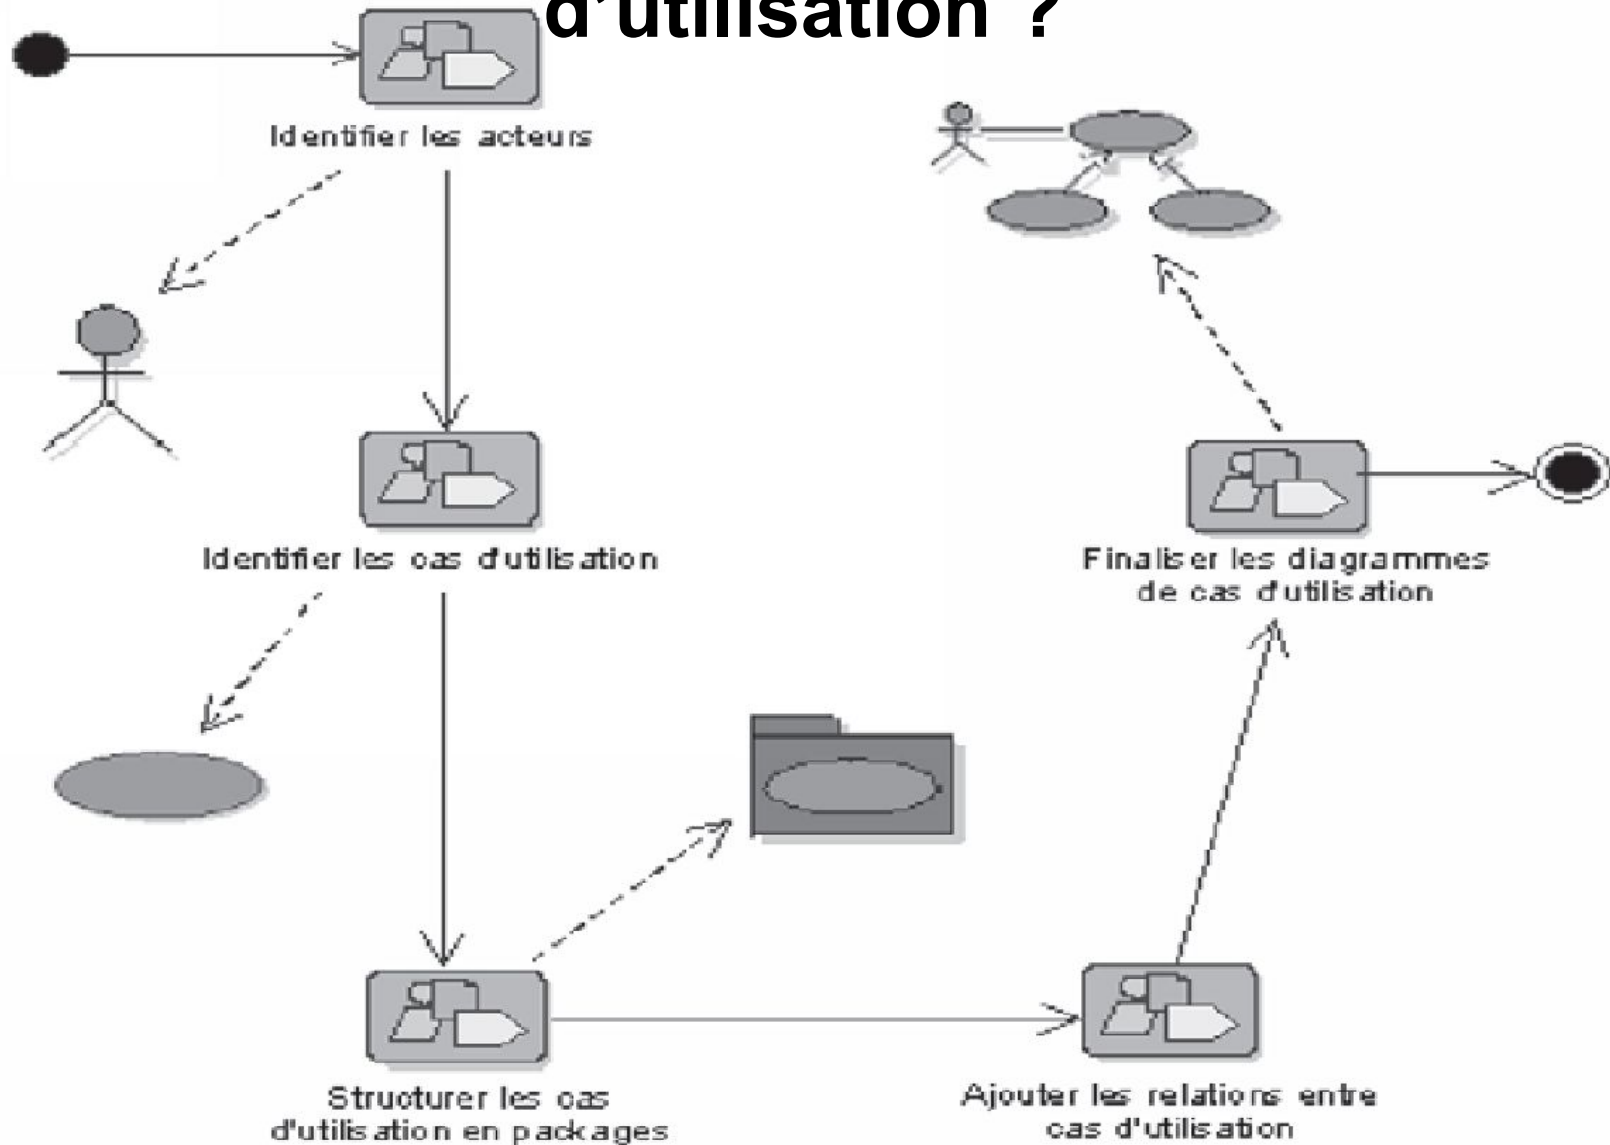 d'utilisation ?
Identifier les acteurs
Identifier les cas d'utilisation
Finaliser les diagrammes
de cas d'utilisation
Structurer les cas
d'utilisation en packages
Ajouter les relations entre
cas d'utilisation